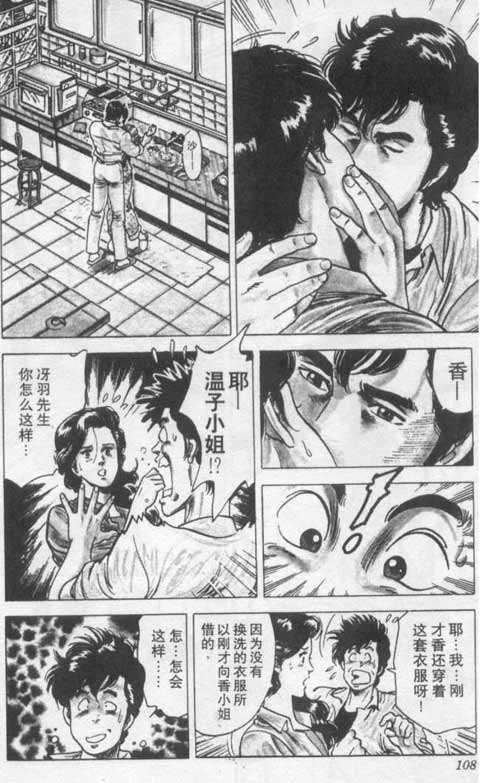 沙—
香—
耶—
温子小姐!?
冴羽先生
你怎么这样…
!
耶…我…刚
才香还穿着
这套衣服呀!
因为没有
换洗的衣服所
以刚才向香小姐
借的.
怎…怎会
这样……
108